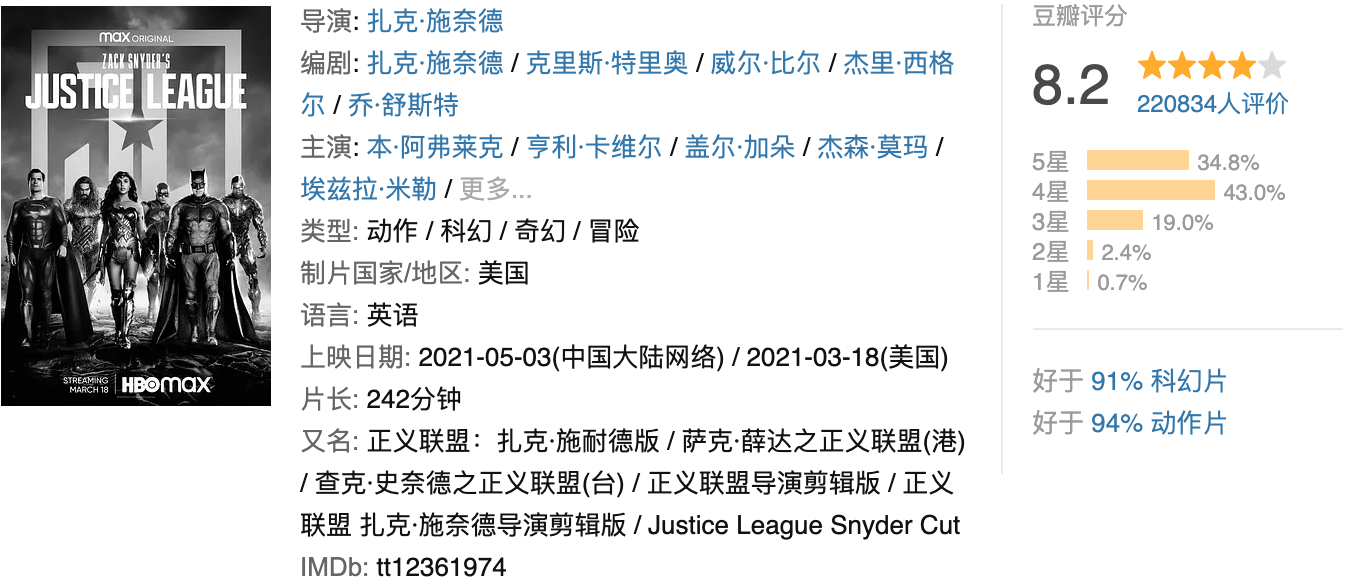 max ORIGINAL
ZACK SNYDER'S
JUSTICE LEAGUE
STREAMING
MARCH 18
HBOmax
导演: 扎克·施奈德
编剧: 扎克·施奈德 / 克里斯·特里奥 / 威尔·比尔 / 杰里·西格
尔 / 乔·舒斯特
主演: 本·阿弗莱克 / 亨利·卡维尔 / 盖尔·加朵 / 杰森·莫玛 /
埃兹拉·米勒 / 更多...
类型: 动作 / 科幻 / 奇幻 / 冒险
制片国家/地区: 美国
语言: 英语
上映日期: 2021-05-03(中国大陆网络) / 2021-03-18(美国)
片长: 242分钟
又名: 正义联盟：扎克·施耐德版 / 萨克·薛达之正义联盟(港)
/ 查克·史奈德之正义联盟(台) / 正义联盟导演剪辑版 / 正义
联盟 扎克·施奈德导演剪辑版 / Justice League Snyder Cut
IMDb: tt12361974
豆瓣评分
8.2
220834人评价
5星 34.8%
4星 43.0%
3星 19.0%
2星 2.4%
1星 0.7%
好于 91% 科幻片
好于 94% 动作片